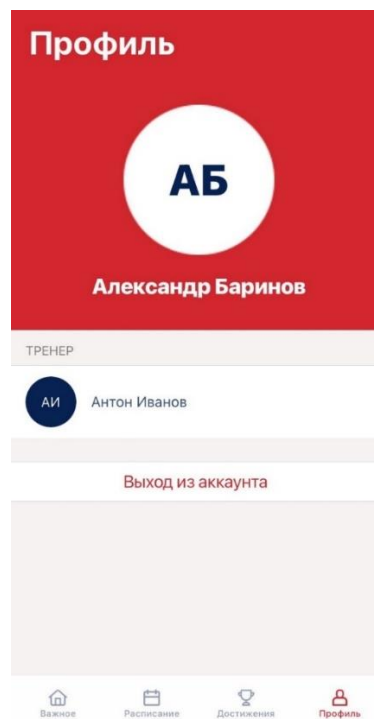 Профиль
АБ
Александр Баринов
ТРЕНЕР
АИ Антон Иванов
Выход из аккаунта
Важное Расписание Достижения Профиль